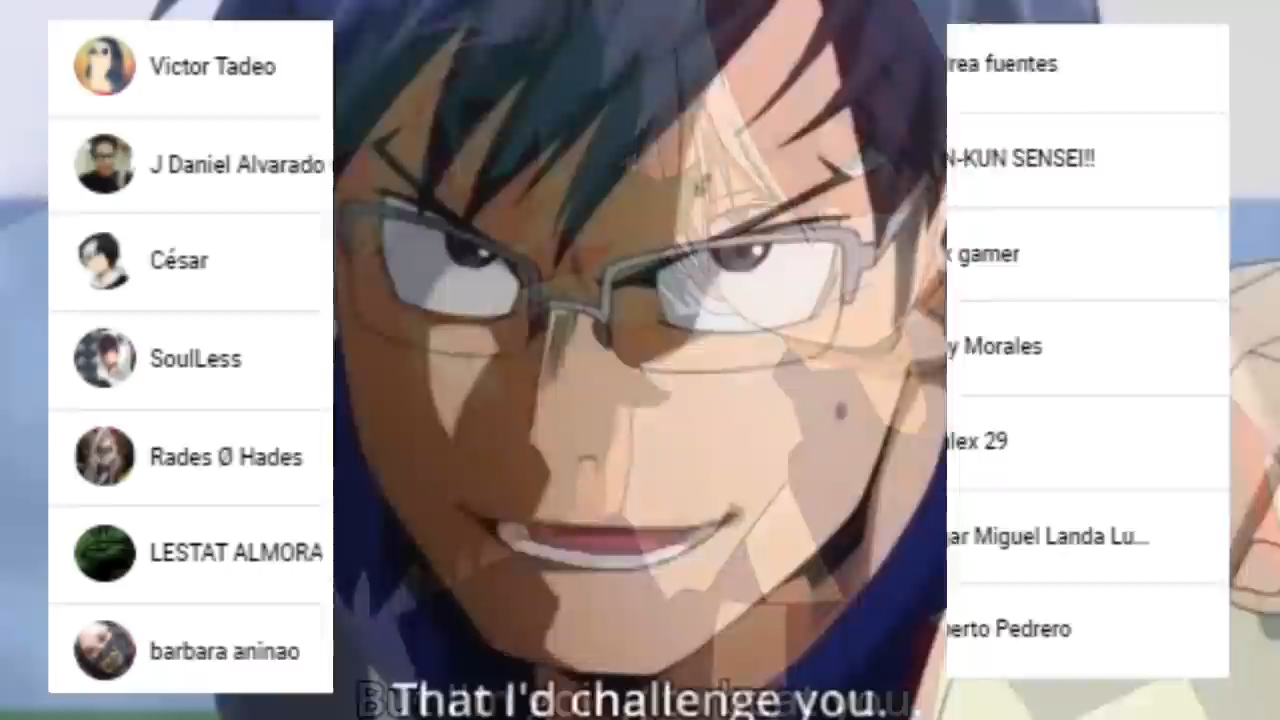 Victor Tadeo
J Daniel Alvarado
César
SoulLess
Rades Ø Hades
LESTAT ALMORA
barbara aninao
rea fuentes
N-KUN SENSEI!!
gamer
y Morales
lex 29
ar Miguel Landa Lu...
erto Pedrero
That I'd challenge you.